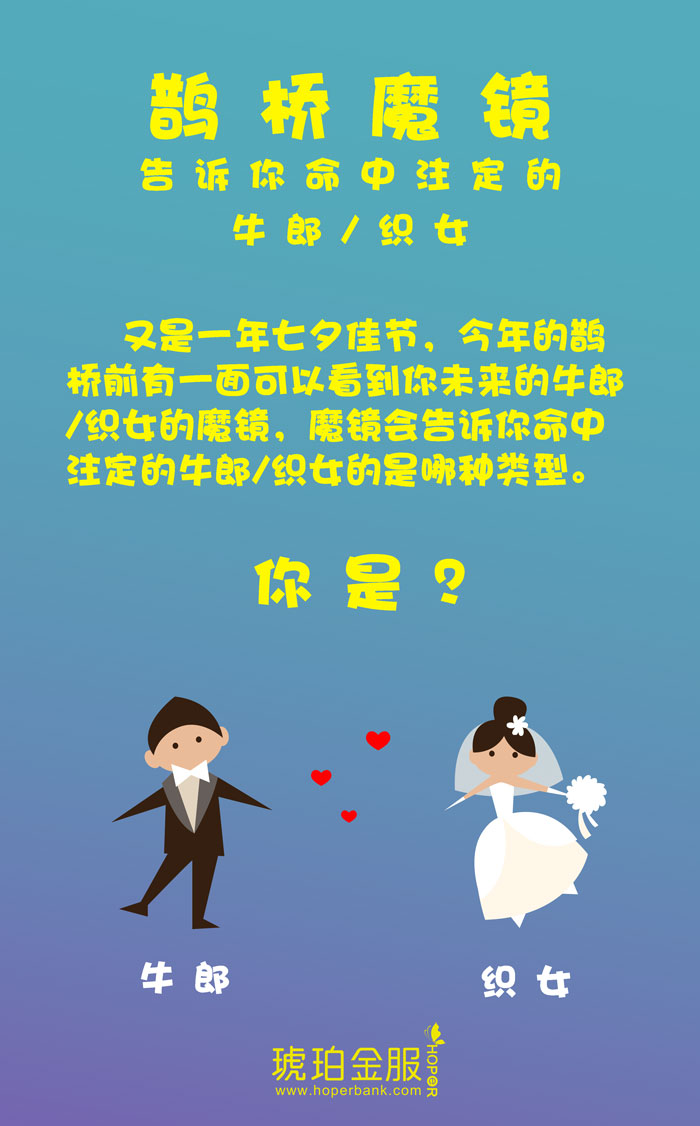 鹊桥魔镜
告诉你命中注定的
牛郎/织女
又是一年七夕佳节，今年的鹊
桥前有一面可以看到你未来的牛郎
/织女的魔镜，魔镜会告诉你命中
注定的牛郎/织女的是哪种类型。
你是？
牛郎
织女
琥珀金服
HOPER
www.hoperbank.com